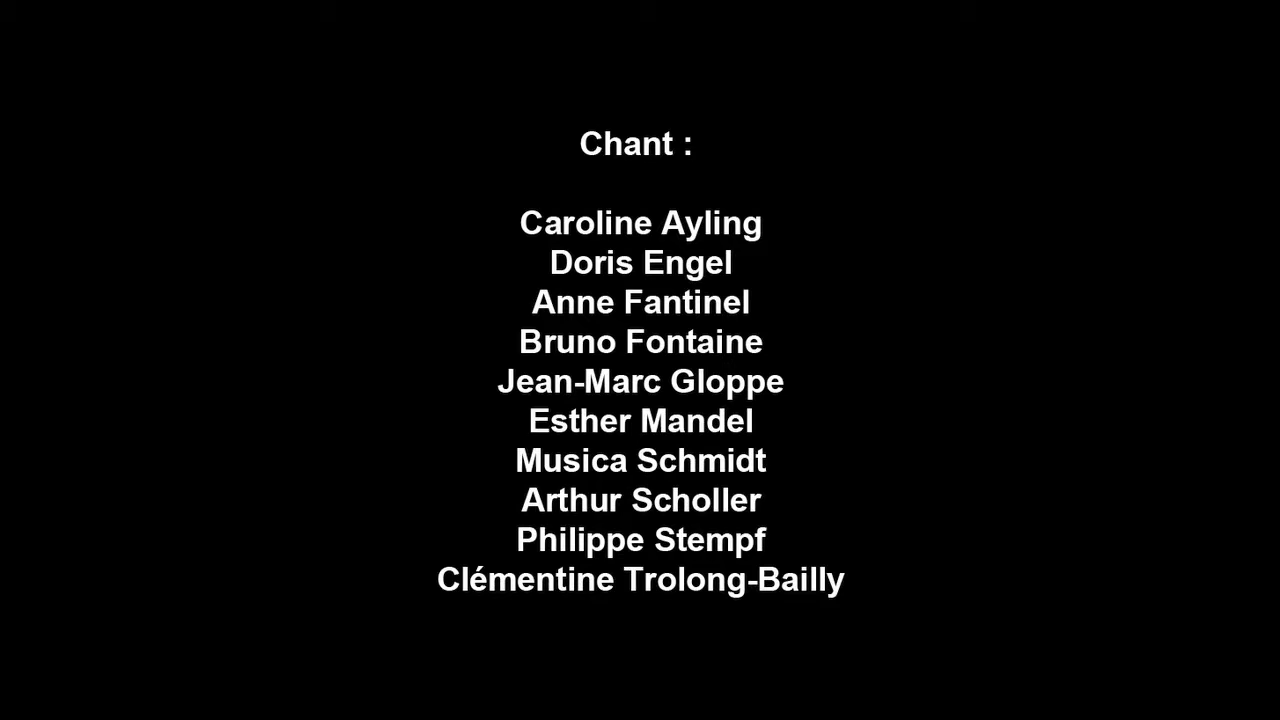 Chant :
Caroline Ayling
Doris Engel
Anne Fantinel
Bruno Fontaine
Jean-Marc Gloppe
Esther Mandel
Musica Schmidt
Arthur Scholler
Philippe Stempf
Clémentine Trolong-Bailly